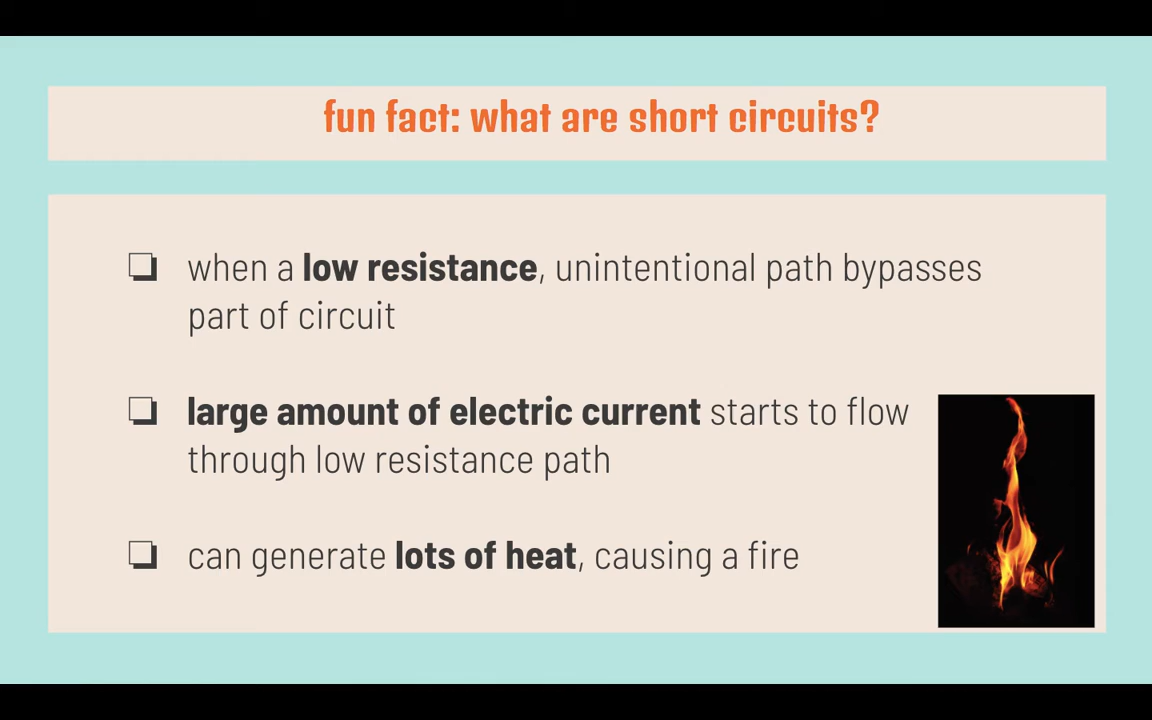 fun fact: what are short circuits?
❏ when a low resistance, unintentional path bypasses
part of circuit
❏ large amount of electric current starts to flow
through low resistance path
❏ can generate lots of heat, causing a fire